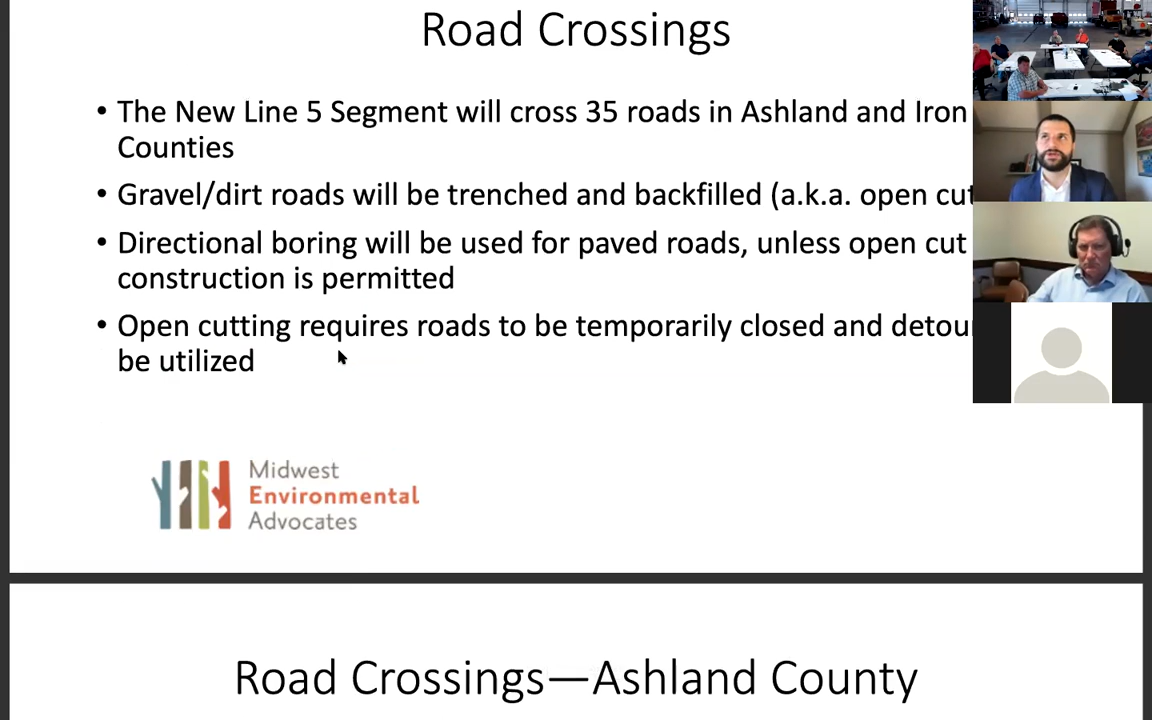 Road Crossings
• The New Line 5 Segment will cross 35 roads in Ashland and Iron
Counties
• Gravel/dirt roads will be trenched and backfilled (a.k.a. open cut
• Directional boring will be used for paved roads, unless open cut
construction is permitted
• Open cutting requires roads to be temporarily closed and detour
be utilized
Midwest
Environmental
Advocates
Road Crossings—Ashland County